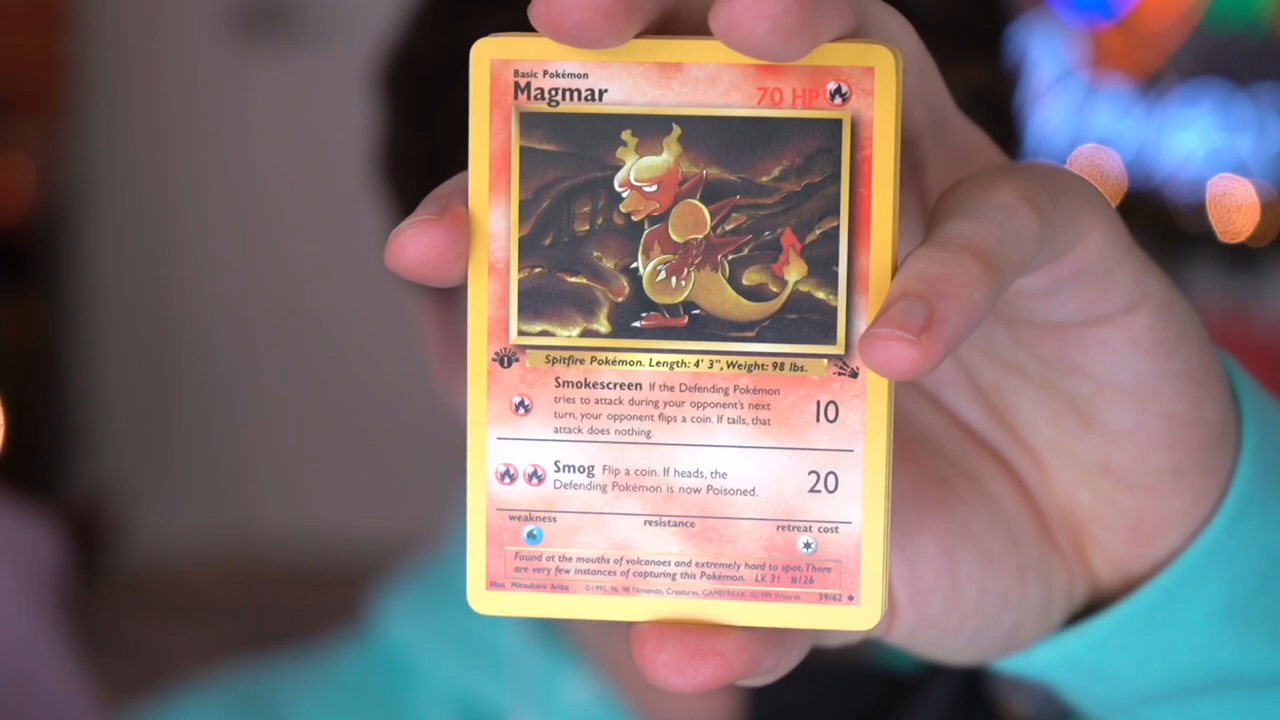 Basic Pokémon
Magmar
70 HP
EDITION 1
Spitfire Pokémon. Length: 4' 3", Weight: 98 lbs.
Smokescreen If the Defending Pokémon
tries to attack during your opponent's next
turn, your opponent flips a coin. If tails, that
attack does nothing.
10
Smog Flip a coin. If heads, the
Defending Pokémon is now Poisoned.
20
weakness resistance retreat cost
Found at the mouths of volcanoes and extremely hard to spot. There
are very few instances of capturing this Pokémon. LV. 31 #126
Illus. Mitsuhiro Arita ©1995, 96, 98 Nintendo, Creatures, GAMEFREAK. ©1999 Wizards. 39/62